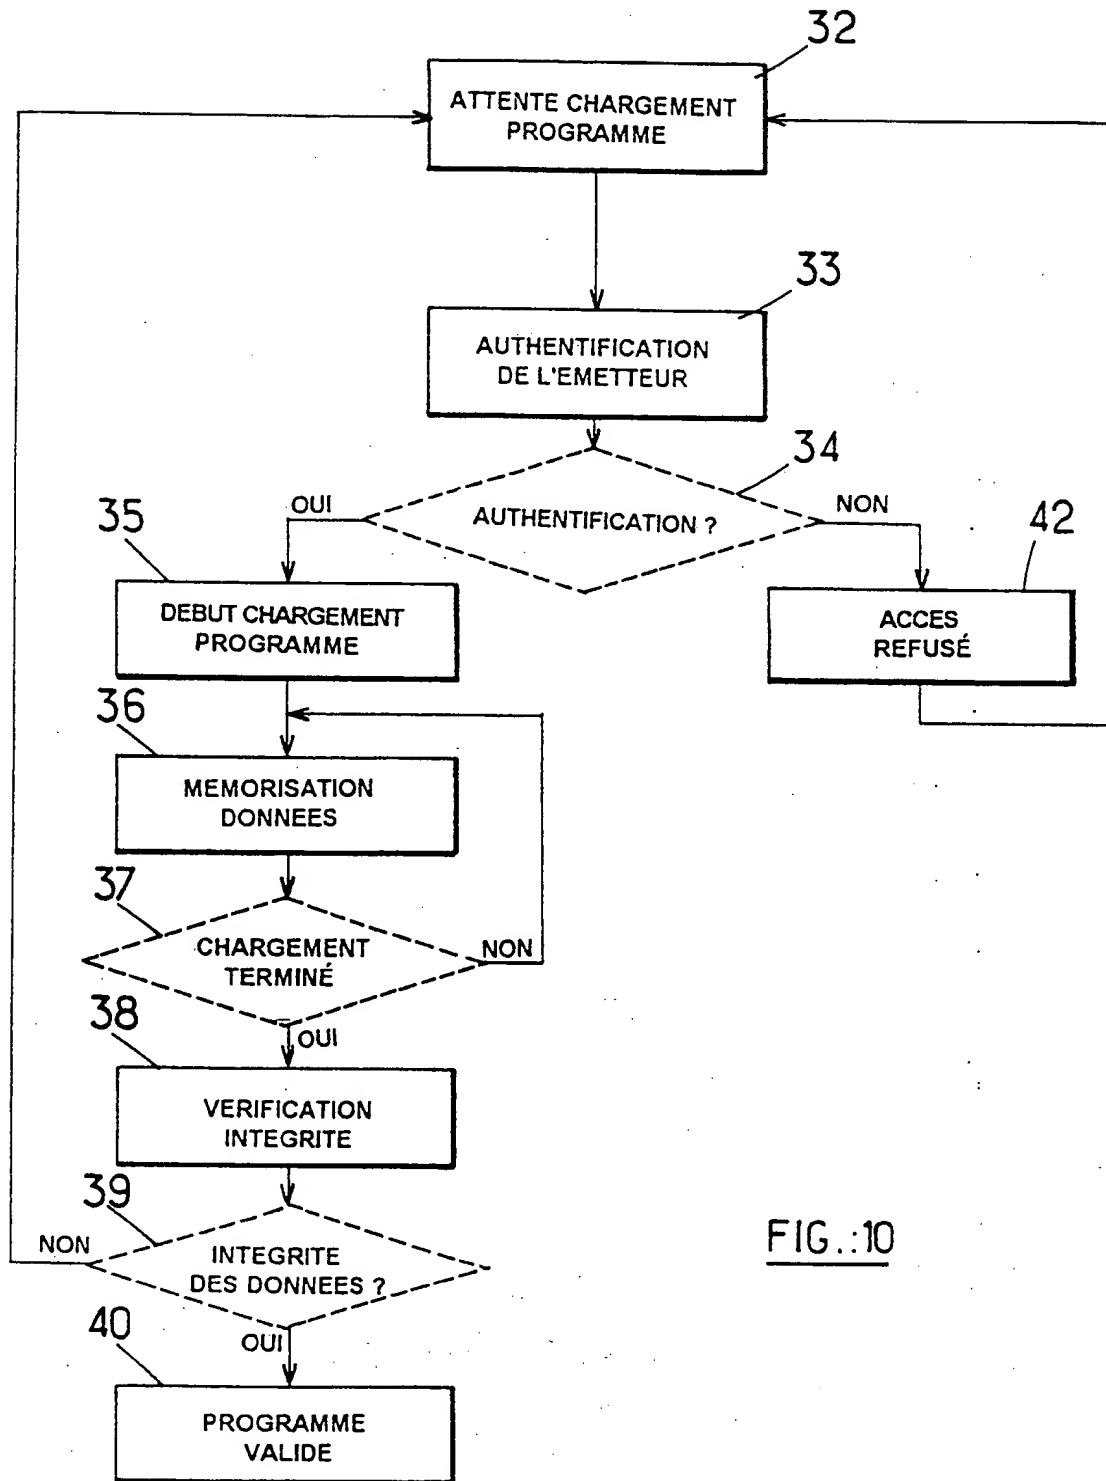 32
ATTENTE CHARGEMENT
PROGRAMME
33
AUTHENTIFICATION
DE L'EMETTEUR
34
AUTHENTIFICATION ?
OUI
NON
35
DEBUT CHARGEMENT
PROGRAMME
42
ACCES
REFUSÉ
36
MEMORISATION
DONNEES
37
CHARGEMENT
TERMINÉ
NON
OUI
38
VERIFICATION
INTEGRITE
39
INTEGRITE
DES DONNEES ?
NON
OUI
40
PROGRAMME
VALIDE
FIG.:10